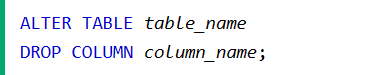 ALTER TABLE table_name
DROP COLUMN column_name;